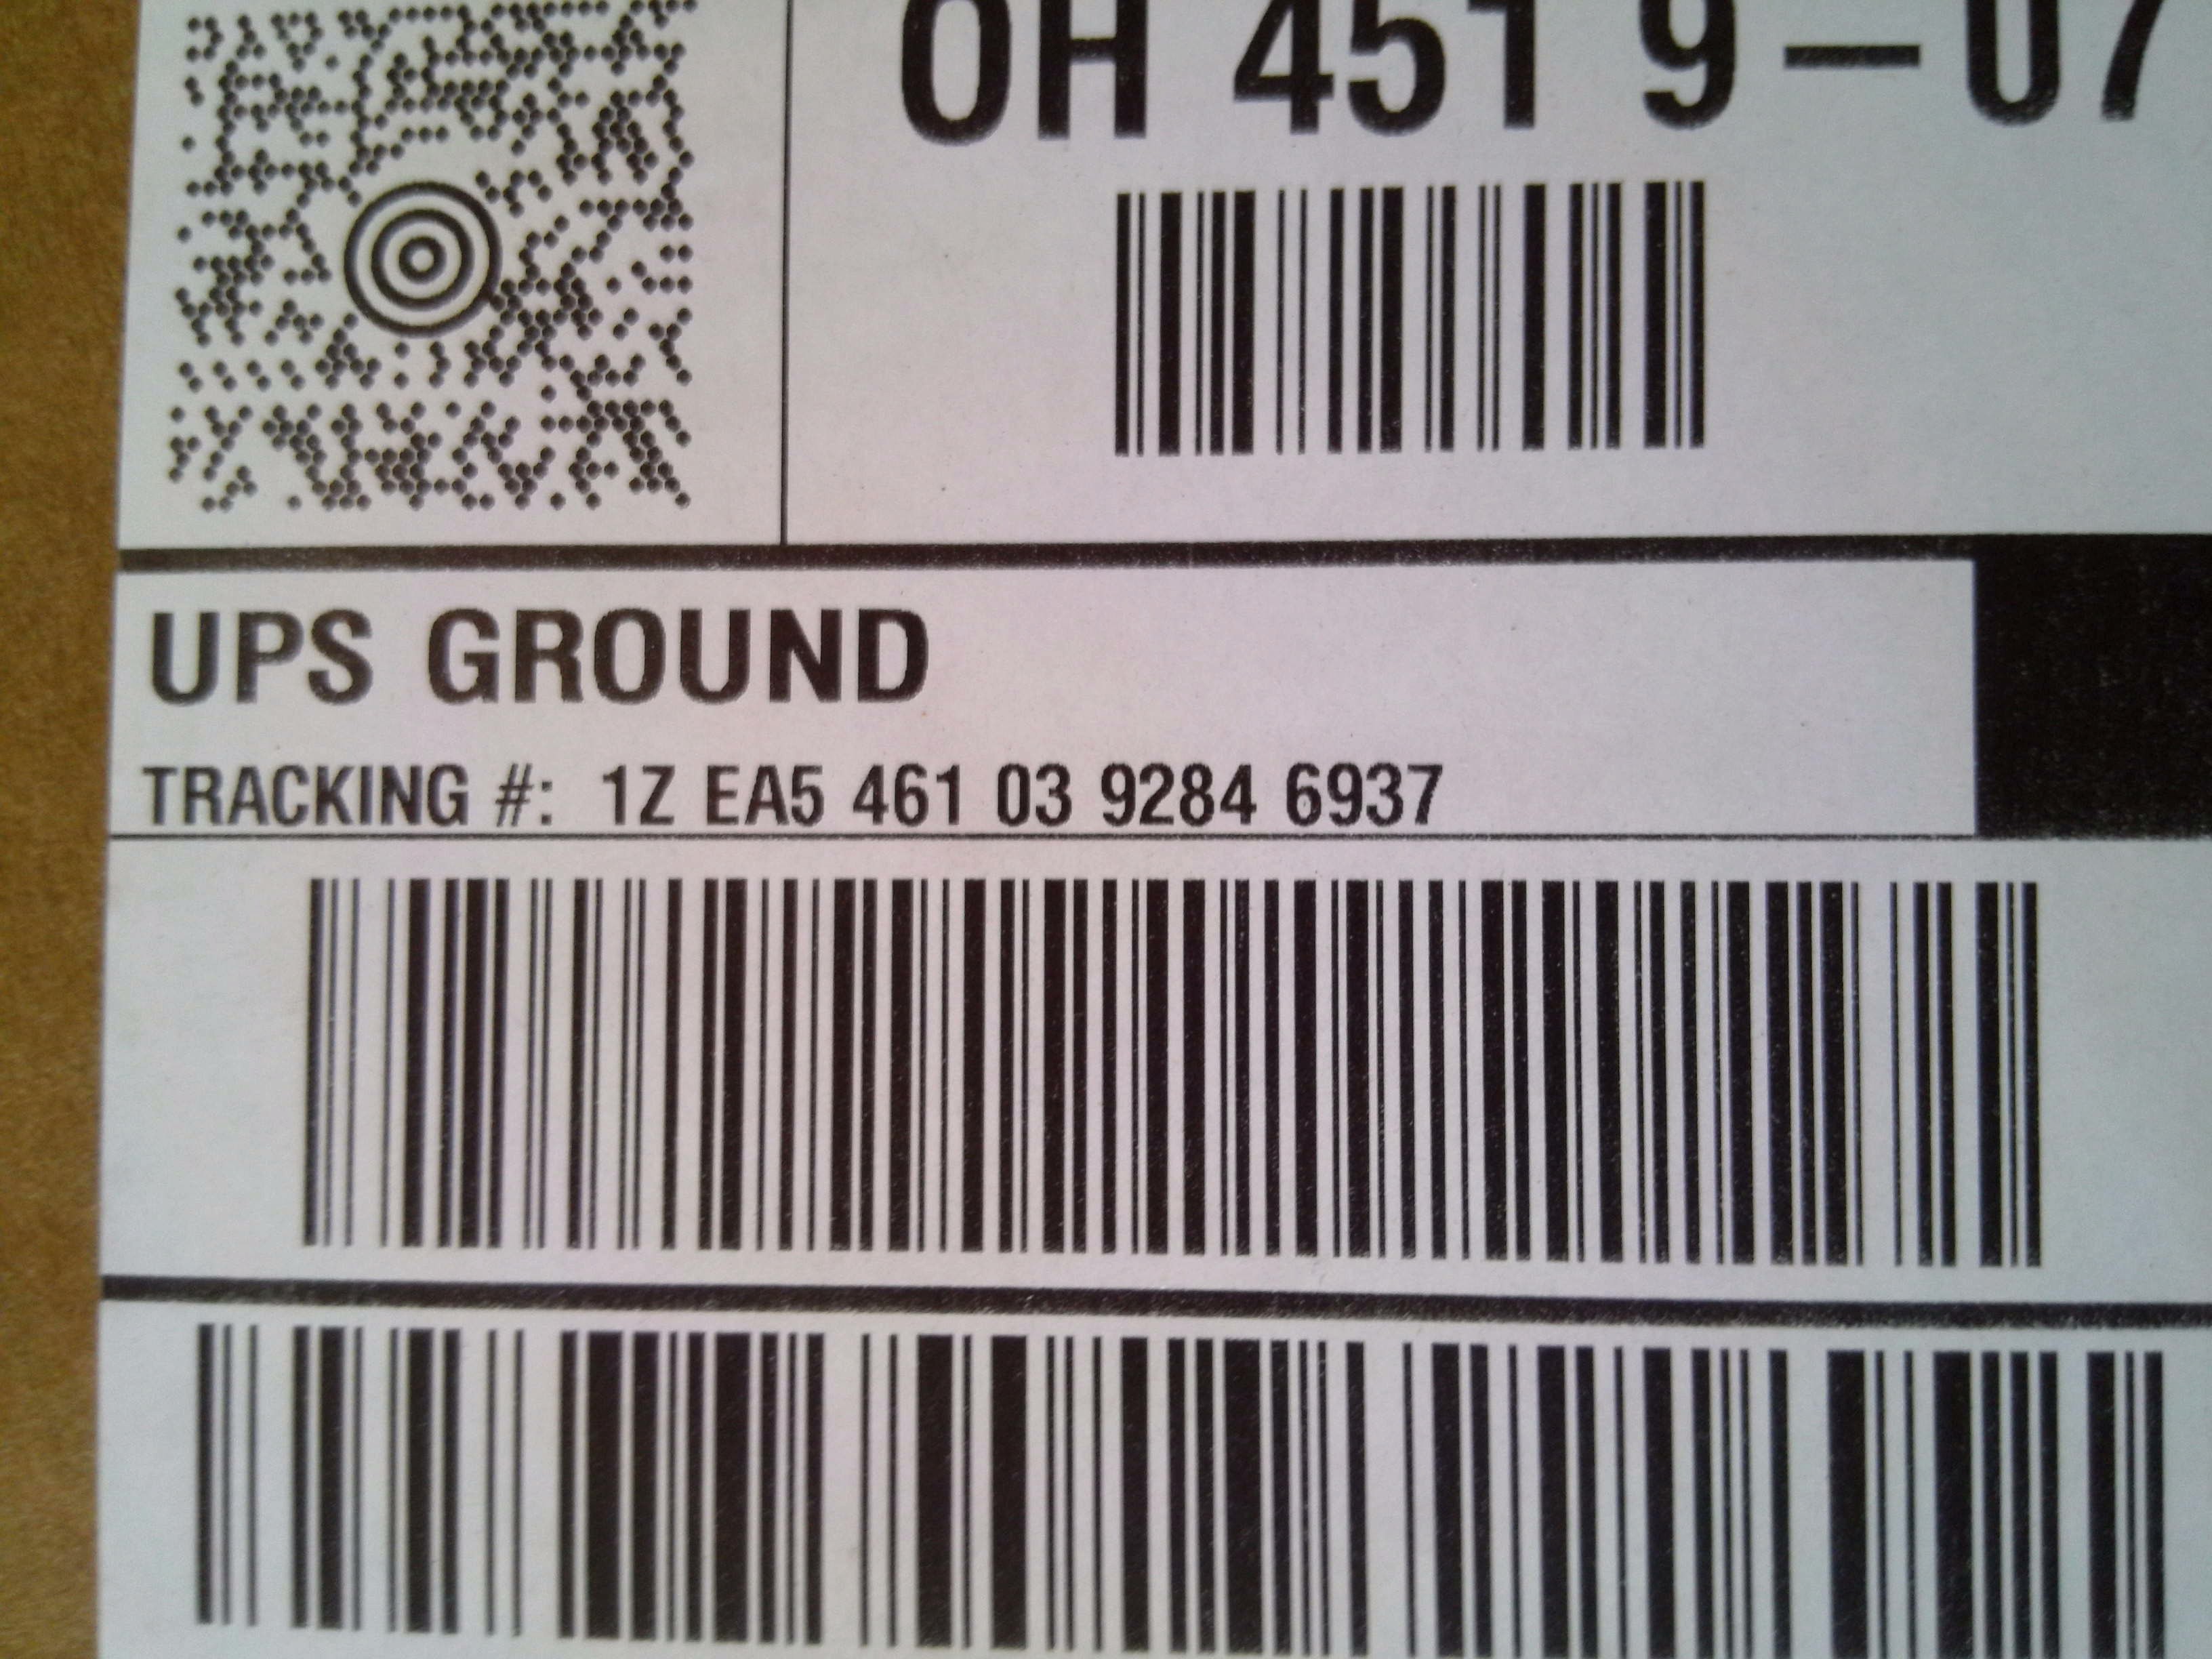 OH 451 9-07
UPS GROUND
TRACKING #: 1Z EA5 461 03 9284 6937